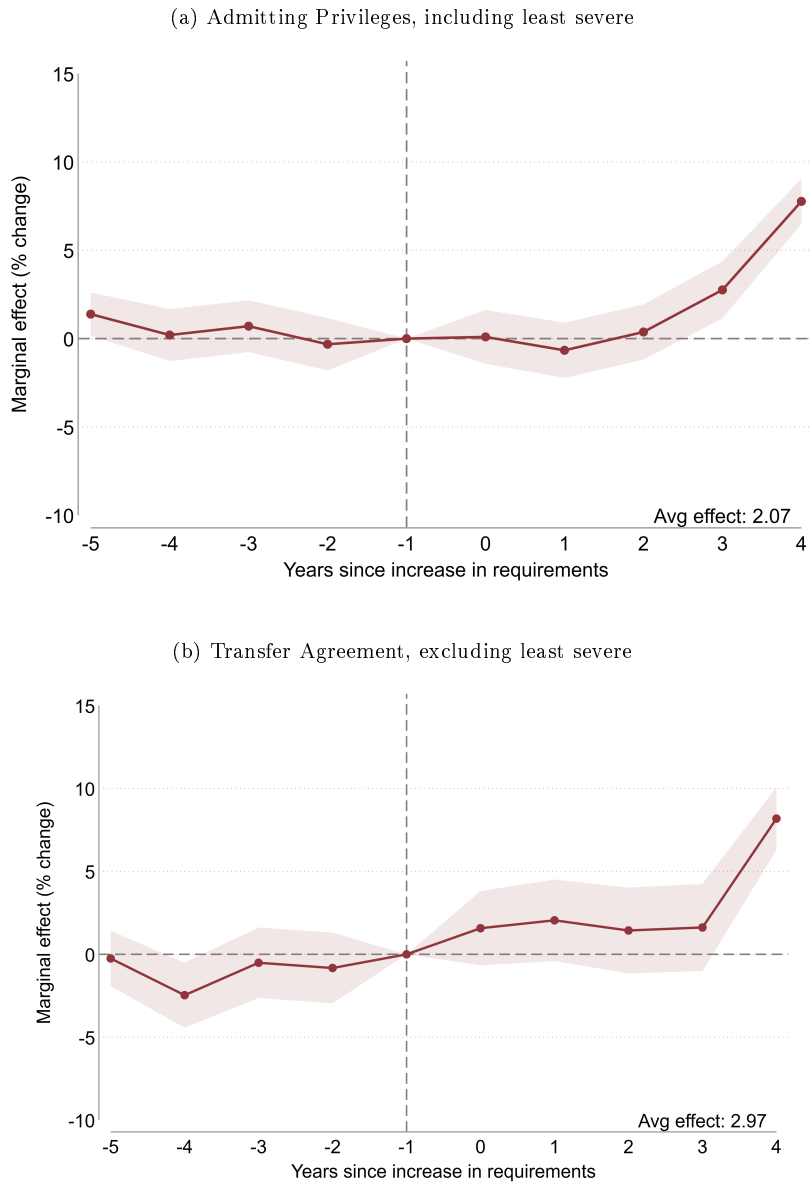 (a) Admitting Privileges, including least severe
15
10
5
0
-5
-10
Marginal effect (% change)
Avg effect: 2.07
-5 -4 -3 -2 -1 0 1 2 3 4
Years since increase in requirements
(b) Transfer Agreement, excluding least severe
15
10
5
0
-5
-10
Marginal effect (% change)
Avg effect: 2.97
-5 -4 -3 -2 -1 0 1 2 3 4
Years since increase in requirements